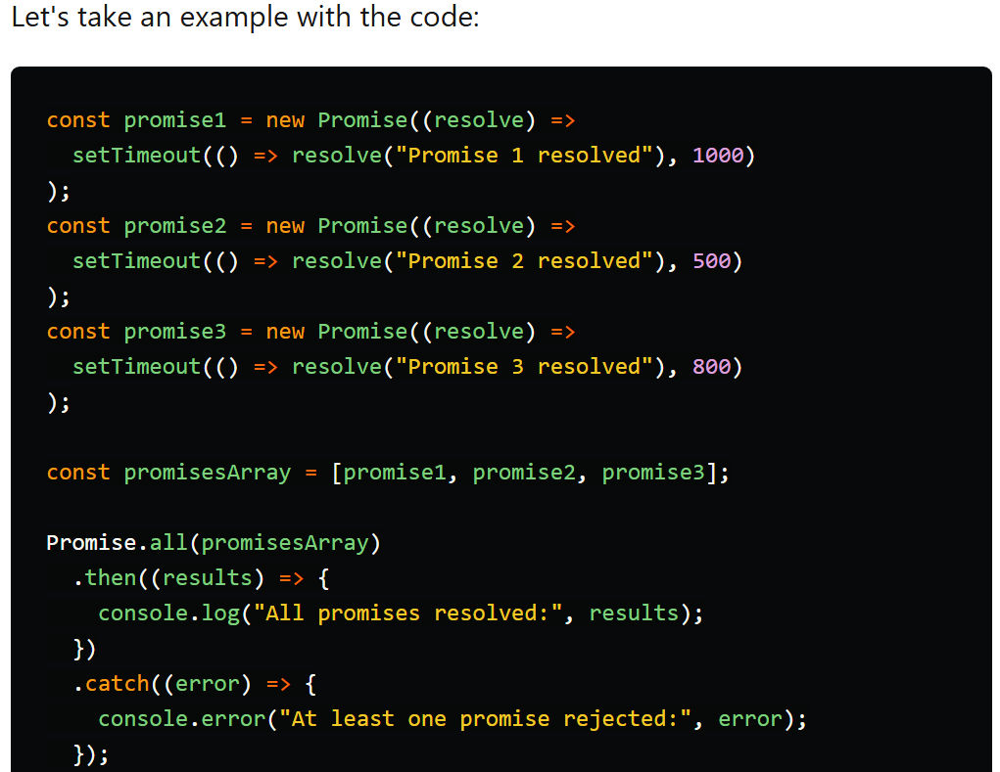 Let's take an example with the code:
const promise1 = new Promise((resolve) =>
  setTimeout(() => resolve("Promise 1 resolved"), 1000)
);
const promise2 = new Promise((resolve) =>
  setTimeout(() => resolve("Promise 2 resolved"), 500)
);
const promise3 = new Promise((resolve) =>
  setTimeout(() => resolve("Promise 3 resolved"), 800)
);
const promisesArray = [promise1, promise2, promise3];
Promise.all(promisesArray)
  .then((results) => {
    console.log("All promises resolved:", results);
  })
  .catch((error) => {
    console.error("At least one promise rejected:", error);
  });